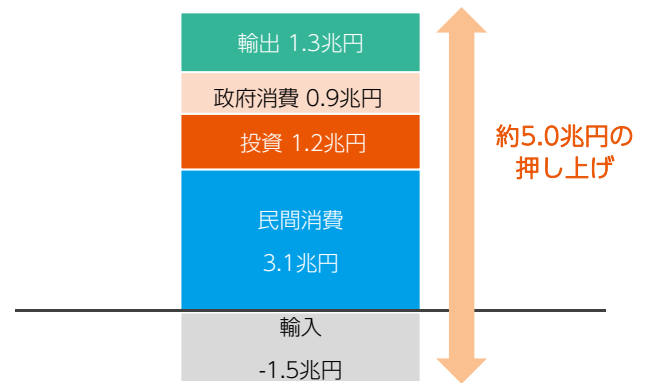 輸出 1.3兆円
政府消費 0.9兆円
投資 1.2兆円
民間消費
3.1兆円
輸入
-1.5兆円
約5.0兆円の
押し上げ